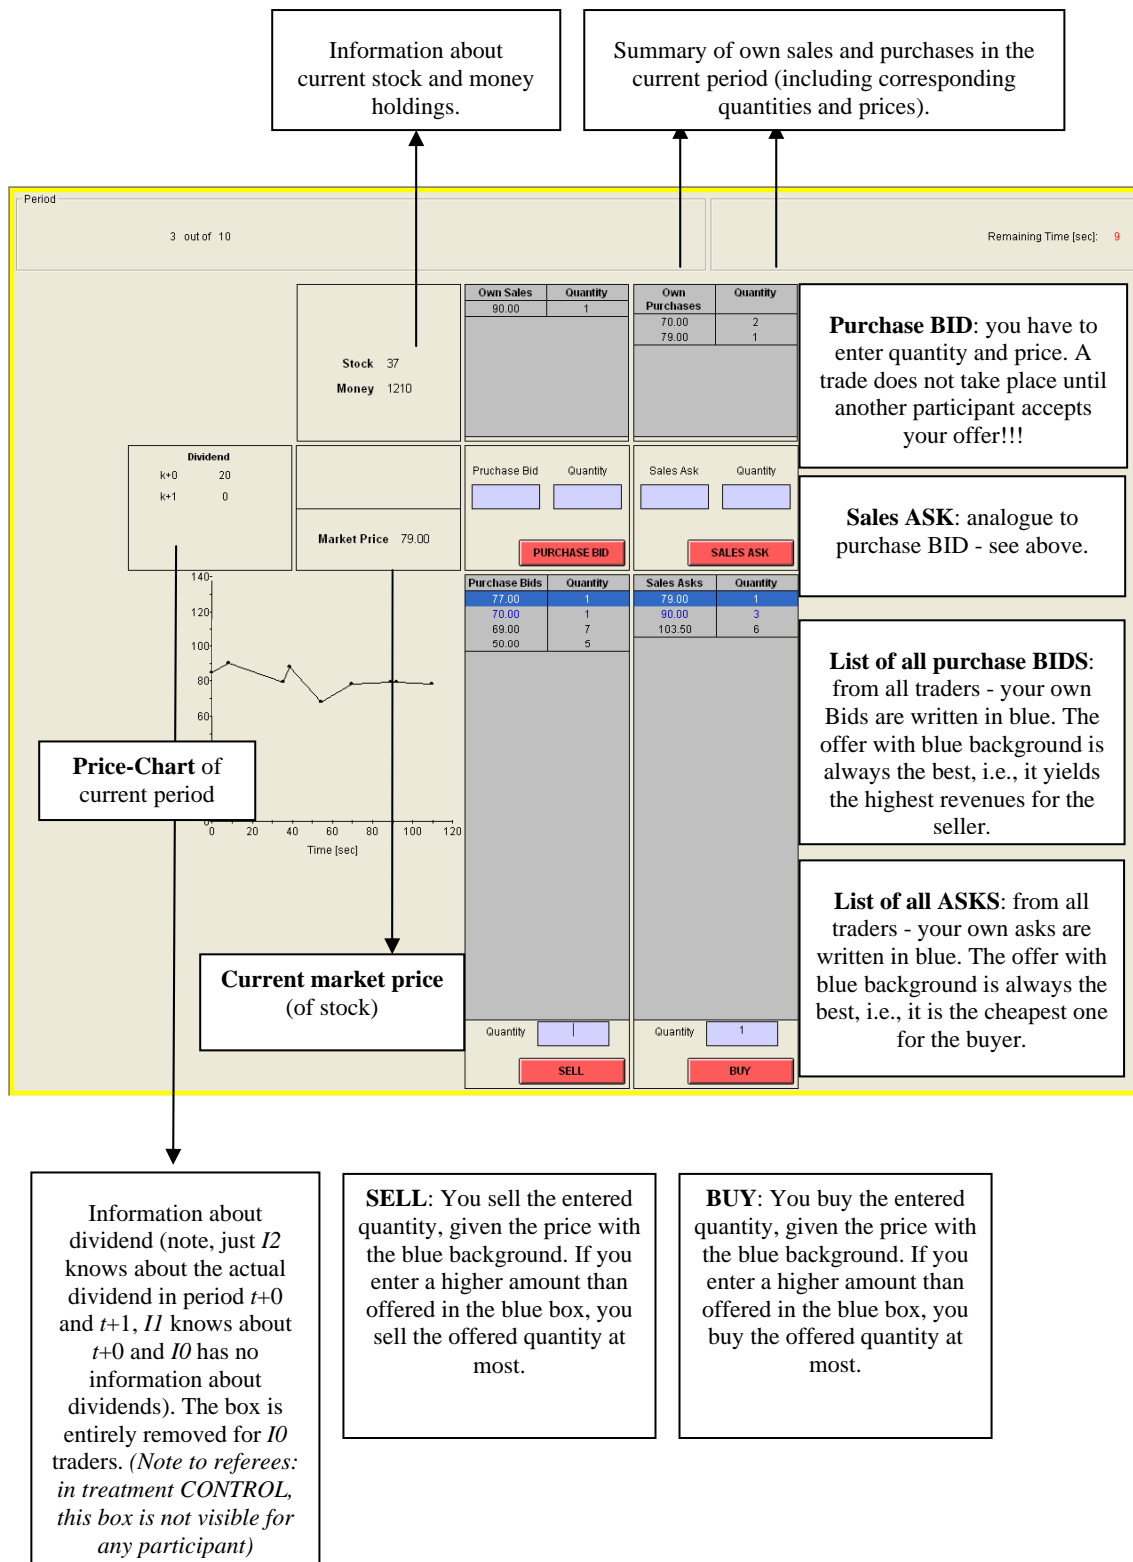 Information about
current stock and money
holdings.
Summary of own sales and purchases in the
current period (including corresponding
quantities and prices).
Period
3 out of 10
Remaining Time [sec]: 9
Stock 37
Money 1210
Own Sales Quantity
90.00 1
Own Purchases Quantity
70.00 2
79.00 1
Purchase BID: you have to
enter quantity and price. A
trade does not take place until
another participant accepts
your offer!!!
Dividend
k+0 20
k+1 0
Market Price 79.00
Pruchase Bid Quantity
PURCHASE BID
Sales Ask Quantity
SALES ASK
Sales ASK: analogue to
purchase BID - see above.
Purchase Bids Quantity
77.00 1
70.00 1
69.00 7
50.00 5
Sales Asks Quantity
79.00 1
90.00 3
103.50 6
140
120
100
80
60
0
0 20 40 60 80 100 120
Time [sec]
List of all purchase BIDS:
from all traders - your own
Bids are written in blue. The
offer with blue background is
always the best, i.e., it yields
the highest revenues for the
seller.
Price-Chart of
current period
List of all ASKS: from all
traders - your own asks are
written in blue. The offer with
blue background is always the
best, i.e., it is the cheapest one
for the buyer.
Current market price
(of stock)
Quantity
SELL
Quantity 1
BUY
Information about
dividend (note, just I2
knows about the actual
dividend in period t+0
and t+1, I1 knows about
t+0 and I0 has no
information about
dividends). The box is
entirely removed for I0
traders. (Note to referees:
in treatment CONTROL,
this box is not visible for
any participant)
SELL: You sell the entered
quantity, given the price with
the blue background. If you
enter a higher amount than
offered in the blue box, you
sell the offered quantity at
most.
BUY: You buy the entered
quantity, given the price with
the blue background. If you
enter a higher amount than
offered in the blue box, you
buy the offered quantity at
most.